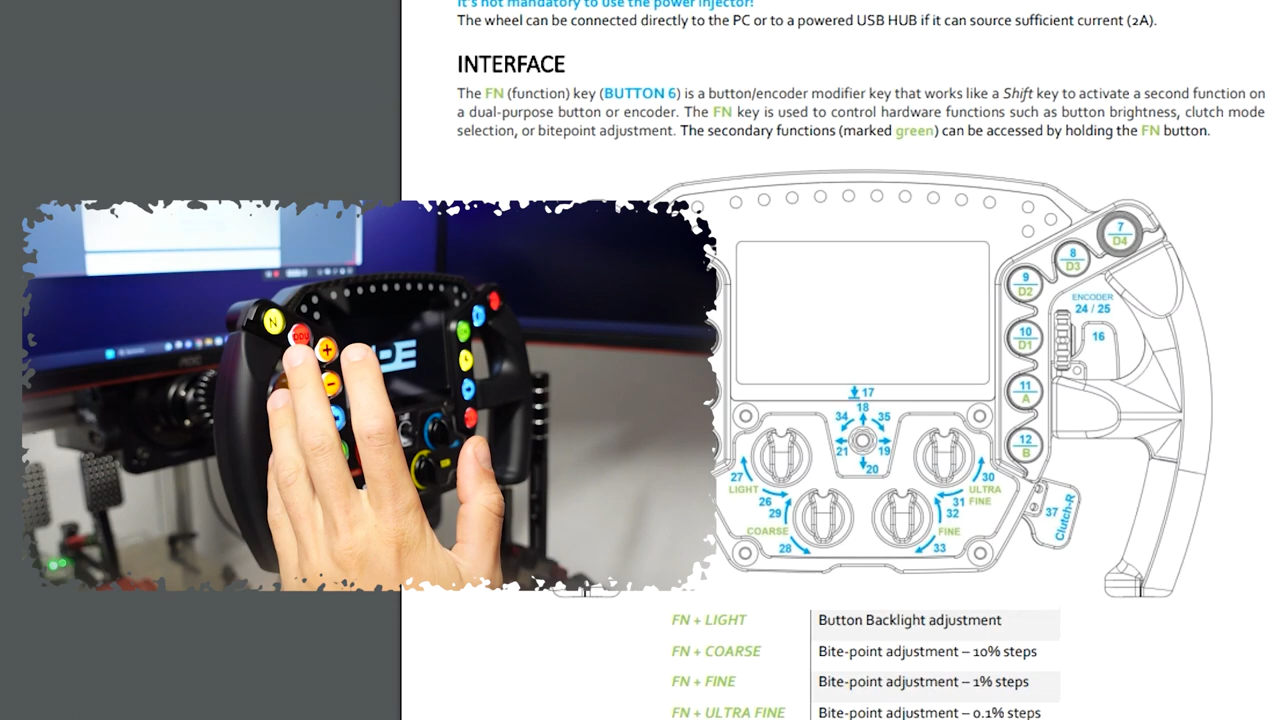 It's not mandatory to use the power injector!
The wheel can be connected directly to the PC or to a powered USB HUB if it can source sufficient current (2A).
INTERFACE
The FN (function) key (BUTTON 6) is a button/encoder modifier key that works like a Shift key to activate a second function on
a dual-purpose button or encoder. The FN key is used to control hardware functions such as button brightness, clutch mode
selection, or bitepoint adjustment. The secondary functions (marked green) can be accessed by holding the FN button.
7
D4
8
D3
9
D2
ENCODER
24 / 25
10
D1
16
11
A
12
B
17
18
34
35
21
19
20
27
LIGHT
26
29
COARSE
28
30
ULTRA
31 FINE
32
FINE
33
37
Clutch-R
N
DDU
+
−
FN + LIGHT
Button Backlight adjustment
FN + COARSE
Bite-point adjustment – 10% steps
FN + FINE
Bite-point adjustment – 1% steps
FN + ULTRA FINE
Bite-point adjustment – 0.1% steps